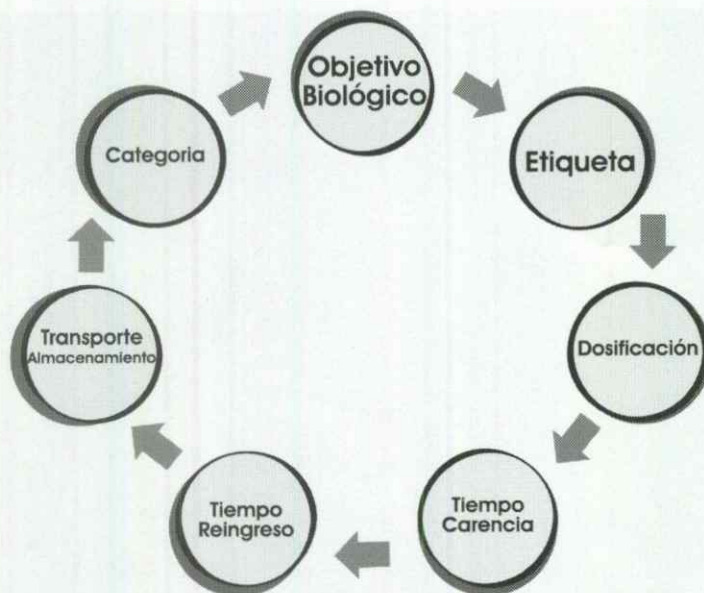 Objetivo
Biológico
Etiqueta
Dosificación
Tiempo
Carencia
Tiempo
Reingreso
Transporte
Almacenamiento
Categoria